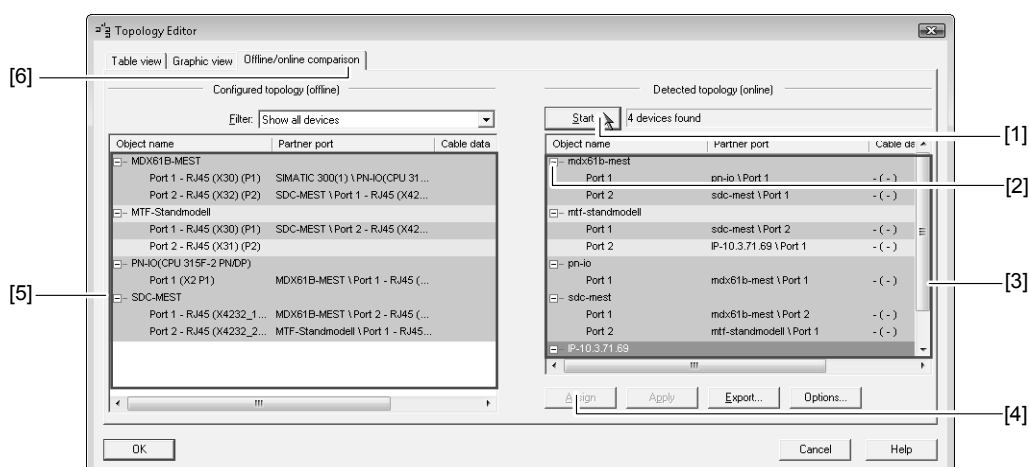 Topology Editor
Table view Graphic view Offline/online comparison
[6]
Configured topology (offline)
Filter: Show all devices
Object name Partner port Cable data
MDX61B-MEST
Port 1 - RJ45 (X30) (P1) SIMATIC 300(1) \ PN-IO(CPU 31...
Port 2 - RJ45 (X32) (P2) SDC-MEST \ Port 1 - RJ45 (X42...
MTF-Standmodell
Port 1 - RJ45 (X30) (P1) SDC-MEST \ Port 2 - RJ45 (X42...
Port 2 - RJ45 (X31) (P2)
PN-IO(CPU 315F-2 PN/DP)
Port 1 (X2 P1) MDX61B-MEST \ Port 1 - RJ45 (...
[5]
SDC-MEST
Port 1 - RJ45 (X4232_1... MDX61B-MEST \ Port 2 - RJ45 (...
Port 2 - RJ45 (X4232_2... MTF-Standmodell \ Port 1 - RJ45...
Detected topology (online)
Start 4 devices found
[1]
Object name Partner port Cable da
mdx61b-mest
[2]
Port 1 pn-io \ Port 1 - ( - )
Port 2 sdc-mest \ Port 1 - ( - )
mtf-standmodell
Port 1 sdc-mest \ Port 2 - ( - )
Port 2 IP-10.3.71.69 \ Port 1 - ( - )
pn-io
Port 1 mdx61b-mest \ Port 1 - ( - )
[3]
sdc-mest
Port 1 mdx61b-mest \ Port 2 - ( - )
Port 2 mtf-standmodell \ Port 1 - ( - )
IP-10.3.71.69
Assign Apply Export... Options...
[4]
OK Cancel Help